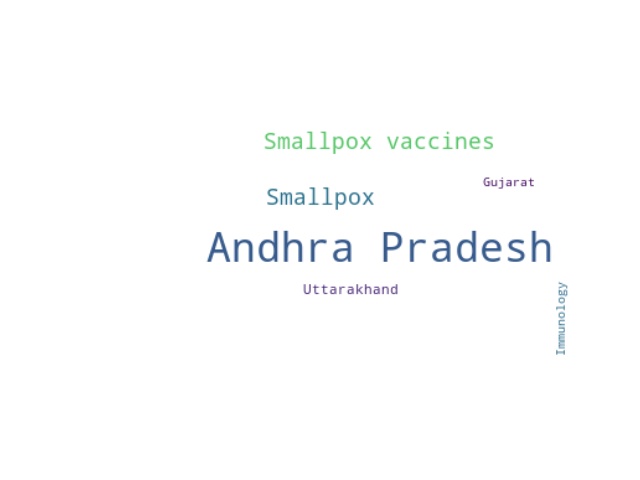 Smallpox vaccines
Gujarat
Smallpox
Andhra Pradesh
Uttarakhand
Immunology